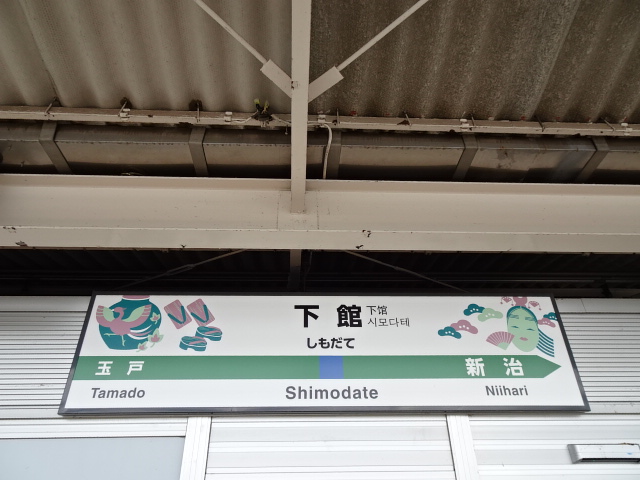 下館 下馆
시모다테
しもだて
玉戸 新治
Tamado Shimodate Niihari